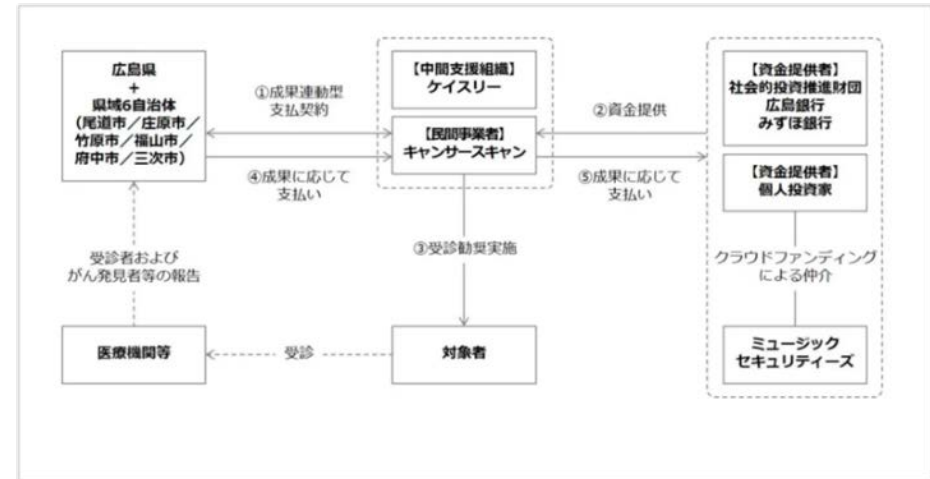 広島県
+
県域6自治体
（尾道市／庄原市／
竹原市／福山市／
府中市／三次市）
①成果連動型
支払契約
④成果に応じて
支払い
【中間支援組織】
ケイスリー
【民間事業者】
キャンサースキャン
②資金提供
⑤成果に応じて
支払い
【資金提供者】
社会的投資推進財団
広島銀行
みずほ銀行
【資金提供者】
個人投資家
受診者および
がん発見者等の報告
③受診勧奨実施
クラウドファンディング
による仲介
医療機関等
受診
対象者
ミュージック
セキュリティーズ